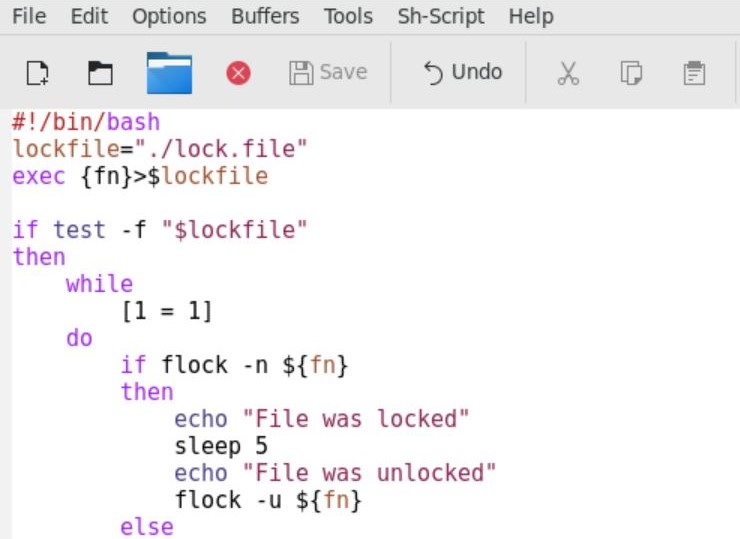 File Edit Options Buffers Tools Sh-Script Help
Save Undo
#!/bin/bash
lockfile="./lock.file"
exec {fn}>$lockfile
if test -f "$lockfile"
then
while
[1 = 1]
do
if flock -n ${fn}
then
echo "File was locked"
sleep 5
echo "File was unlocked"
flock -u ${fn}
else